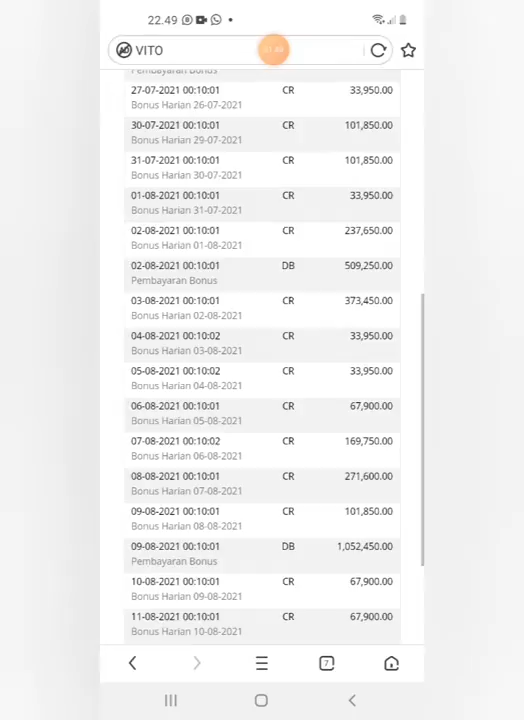 22.49
VITO
Pembayaran Bonus
27-07-2021 00:10:01 CR 33,950.00
Bonus Harian 26-07-2021
30-07-2021 00:10:01 CR 101,850.00
Bonus Harian 29-07-2021
31-07-2021 00:10:01 CR 101,850.00
Bonus Harian 30-07-2021
01-08-2021 00:10:01 CR 33,950.00
Bonus Harian 31-07-2021
02-08-2021 00:10:01 CR 237,650.00
Bonus Harian 01-08-2021
02-08-2021 00:10:01 DB 509,250.00
Pembayaran Bonus
03-08-2021 00:10:01 CR 373,450.00
Bonus Harian 02-08-2021
04-08-2021 00:10:02 CR 33,950.00
Bonus Harian 03-08-2021
05-08-2021 00:10:02 CR 33,950.00
Bonus Harian 04-08-2021
06-08-2021 00:10:01 CR 67,900.00
Bonus Harian 05-08-2021
07-08-2021 00:10:02 CR 169,750.00
Bonus Harian 06-08-2021
08-08-2021 00:10:01 CR 271,600.00
Bonus Harian 07-08-2021
09-08-2021 00:10:01 CR 101,850.00
Bonus Harian 08-08-2021
09-08-2021 00:10:01 DB 1,052,450.00
Pembayaran Bonus
10-08-2021 00:10:01 CR 67,900.00
Bonus Harian 09-08-2021
11-08-2021 00:10:01 CR 67,900.00
Bonus Harian 10-08-2021
7